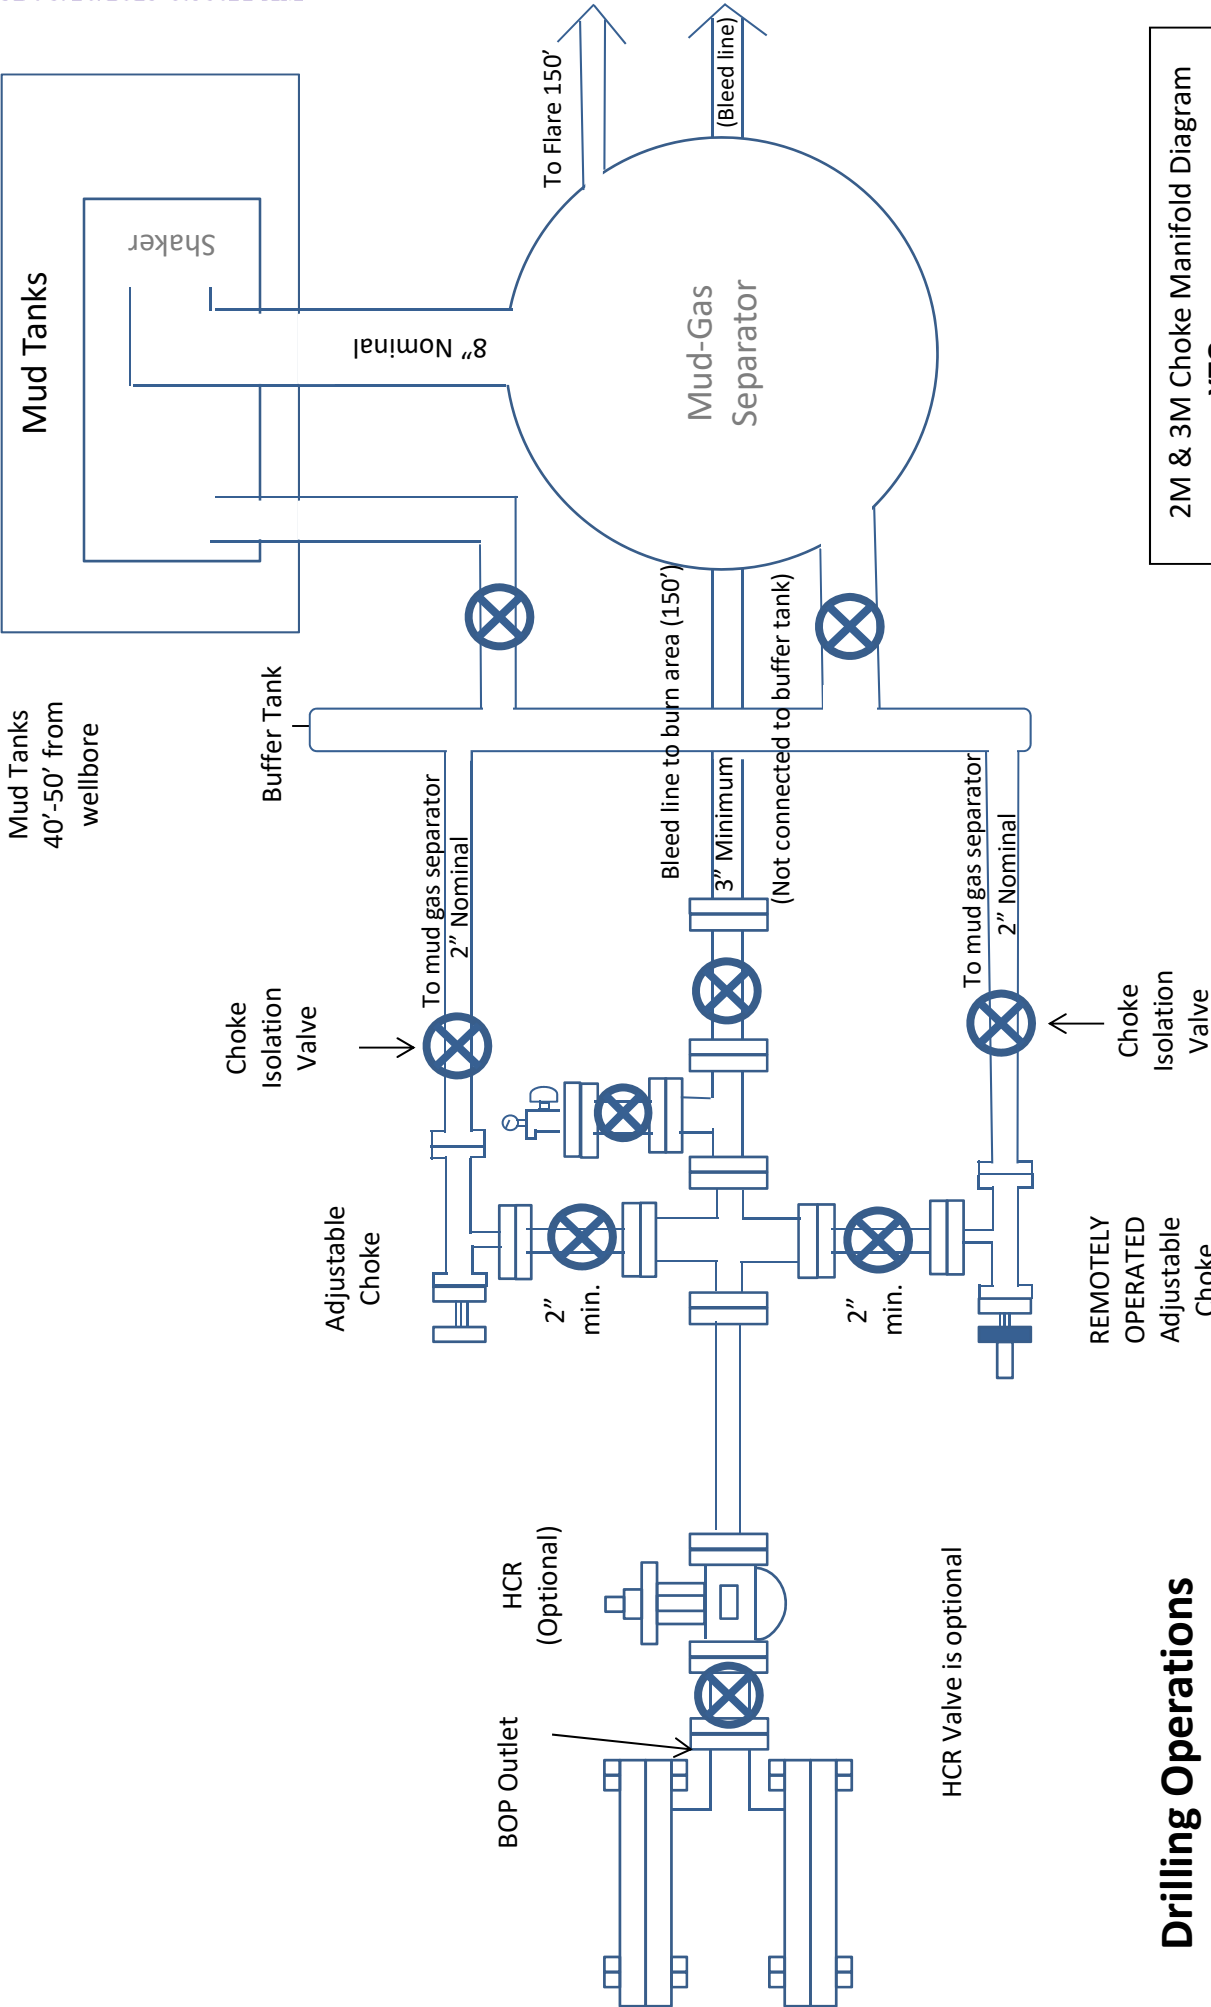 Mud Tanks
40’-50’ from
wellbore
Mud Tanks
Shaker
8” Nominal
Buffer Tank
To Flare 150’
(Bleed line)
Mud-Gas
Separator
Choke
Isolation
Valve
To mud gas separator
2” Nominal
Bleed line to burn area (150’)
3” Minimum
(Not connected to buffer tank)
To mud gas separator
2” Nominal
Choke
Isolation
Valve
Adjustable
Choke
2”
min.
2”
min.
REMOTELY
OPERATED
Adjustable
Choke
HCR
(Optional)
BOP Outlet
HCR Valve is optional
Drilling Operations
2M & 3M Choke Manifold Diagram